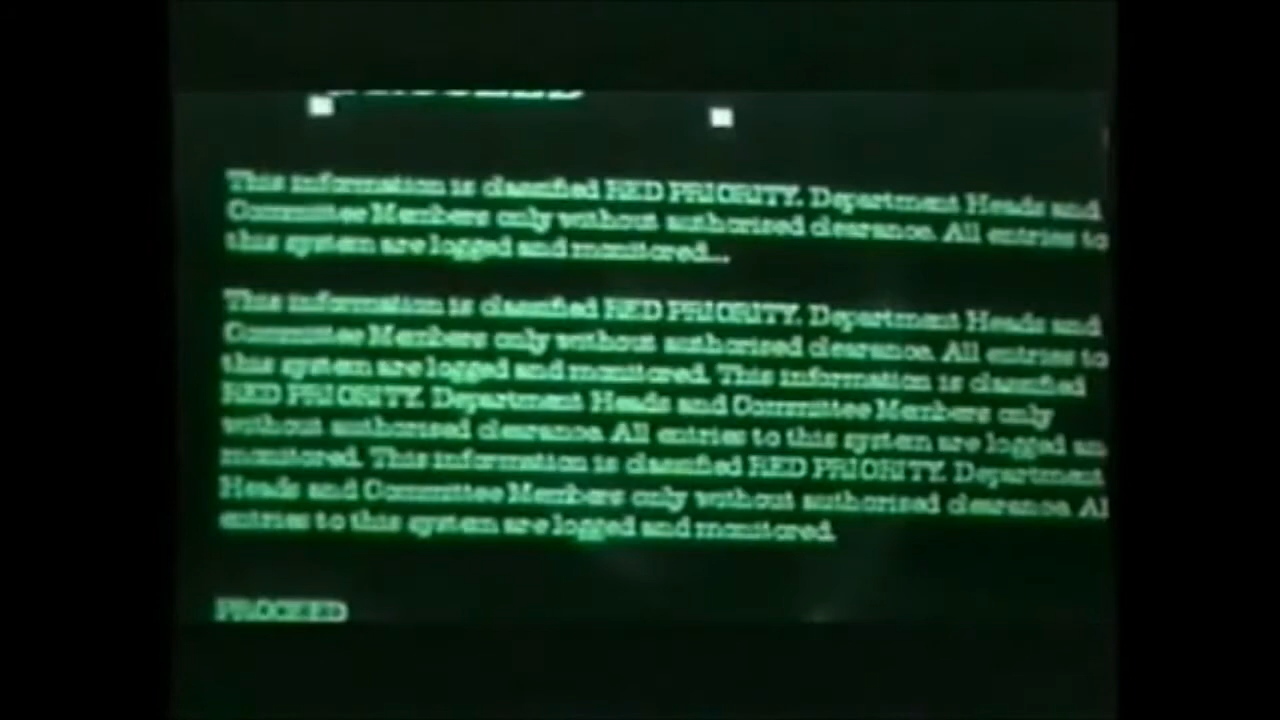 This information is classified RED PRIORITY. Department Heads and
Committee Members only without authorised clearance. All entries to
this system are logged and monitored...
This information is classified RED PRIORITY. Department Heads and
Committee Members only without authorised clearance. All entries to
this system are logged and monitored. This information is classified
RED PRIORITY. Department Heads and Committee Members only
without authorised clearance. All entries to this system are logged an
monitored. This information is classified RED PRIORITY. Department
Heads and Committee Members only without authorised clearance. Al
entries to this system are logged and monitored.
PROCEED